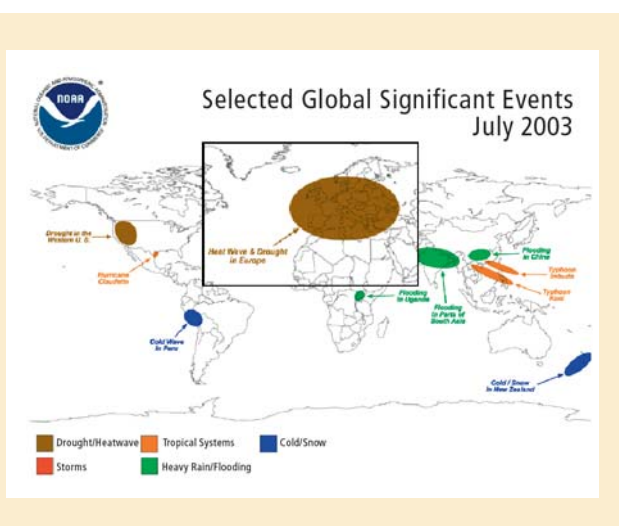 NOAA
Selected Global Significant Events
July 2003
Drought in the
Western U. S.
Hurricane
Claudette
Heat Wave & Drought
in Europe
Cold Wave
in Peru
Flooding
in Uganda
Flooding
in Parts of
South Asia
Flooding
in China
Typhoon
Imbudo
Typhoon
Koni
Cold / Snow
in New Zealand
Drought/Heatwave
Tropical Systems
Cold/Snow
Storms
Heavy Rain/Flooding